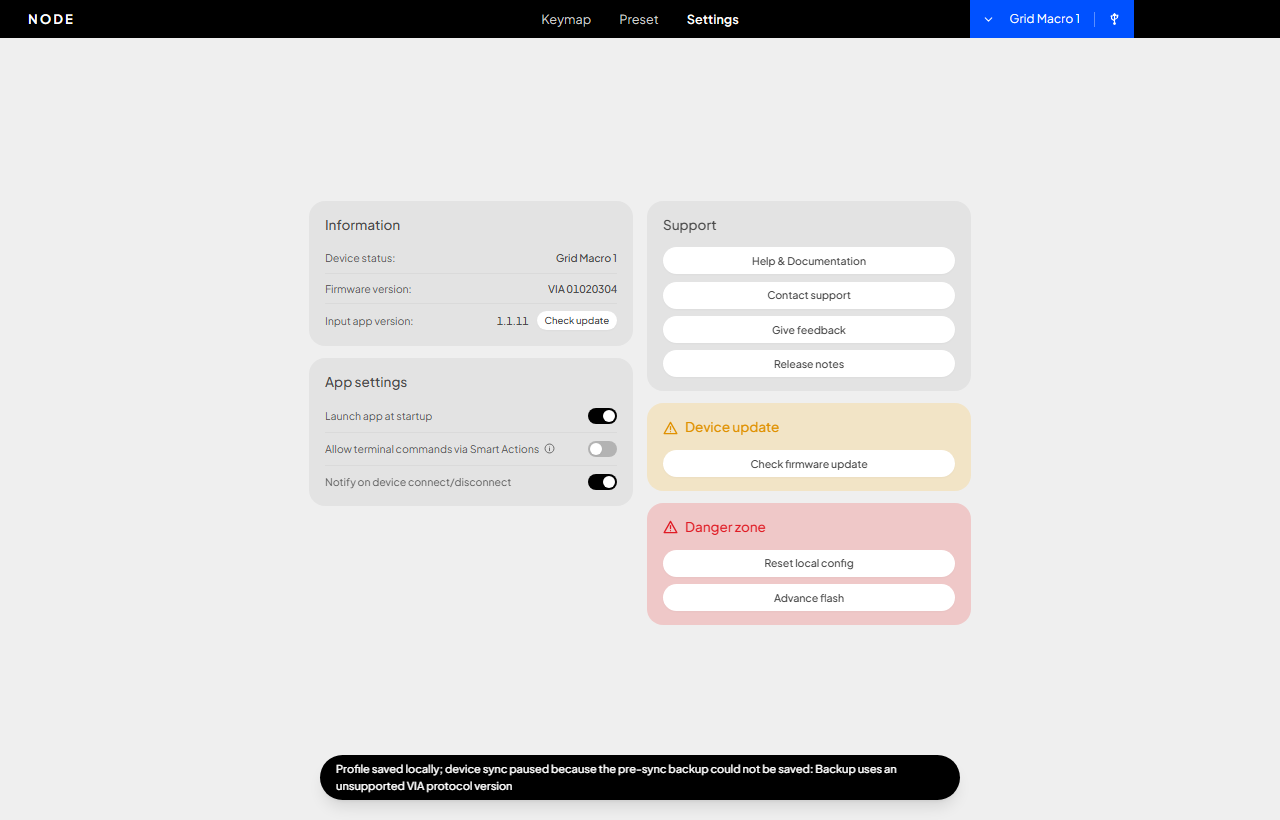 NODE
Keymap
Preset
Settings
Grid Macro 1
Information
Device status:
Grid Macro 1
Firmware version:
VIA 01020304
Input app version:
1.1.11
Check update
App settings
Launch app at startup
Allow terminal commands via Smart Actions
Notify on device connect/disconnect
Support
Help & Documentation
Contact support
Give feedback
Release notes
Device update
Check firmware update
Danger zone
Reset local config
Advance flash
Profile saved locally; device sync paused because the pre-sync backup could not be saved: Backup uses an
unsupported VIA protocol version